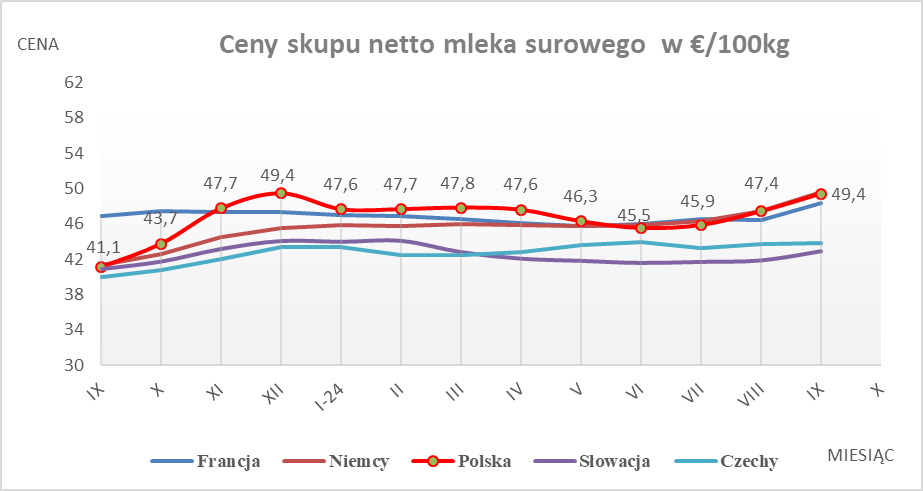 CENA
Ceny skupu netto mleka surowego w €/100kg
62
58
54
50
46
42
38
34
30
41,1
43,7
47,7
49,4
47,6
47,7
47,8
47,6
46,3
45,5
45,9
47,4
49,4
IX
X
XI
XII
I-24
II
III
IV
V
VI
VII
VIII
IX
X
MIESIĄC
Francja
Niemcy
Polska
Słowacja
Czechy